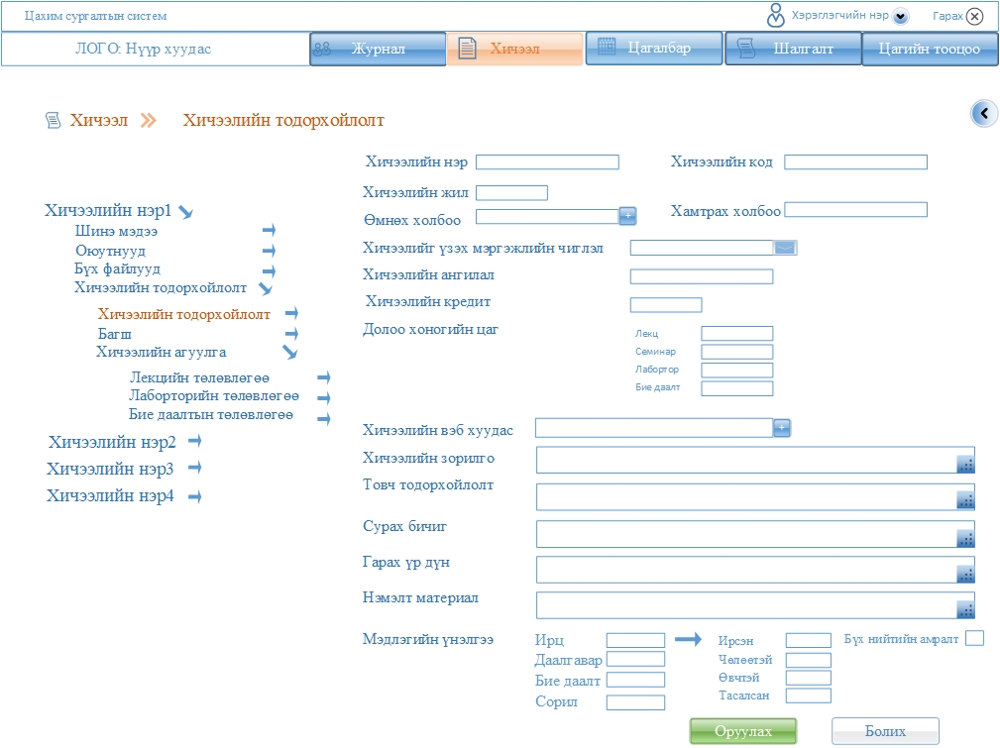 Цахим сургалтын систем
Хэрэглэгчийн нэр
Гарах
ЛОГО: Нүүр хуудас
Журнал
Хичээл
Цагалбар
Шалгалт
Цагийн тооцоо
Хичээл
Хичээлийн тодорхойлолт
Хичээлийн нэр1
Шинэ мэдээ
Оюутнууд
Бүх файлууд
Хичээлийн тодорхойлолт
Хичээлийн тодорхойлолт
Багш
Хичээлийн агуулга
Лекцийн төлөвлөгөө
Лаборторийн төлөвлөгөө
Бие даалтын төлөвлөгөө
Хичээлийн нэр2
Хичээлийн нэр3
Хичээлийн нэр4
Хичээлийн нэр
Хичээлийн код
Хичээлийн жил
Өмнөх холбоо
Хамтрах холбоо
Хичээлийг үзэх мэргэжлийн чиглэл
Хичээлийн ангилал
Хичээлийн кредит
Долоо хоногийн цаг
Лекц
Семинар
Лабортор
Бие даалт
Хичээлийн вэб хуудас
Хичээлийн зорилго
Товч тодорхойлолт
Сурах бичиг
Гарах үр дүн
Нэмэлт материал
Мэдлэгийн үнэлгээ
Ирц
Даалгавар
Бие даалт
Сорил
Ирсэн
Чөлөөтэй
Өвчтэй
Тасалсан
Бүх нийтийн амралт
Оруулах
Болих